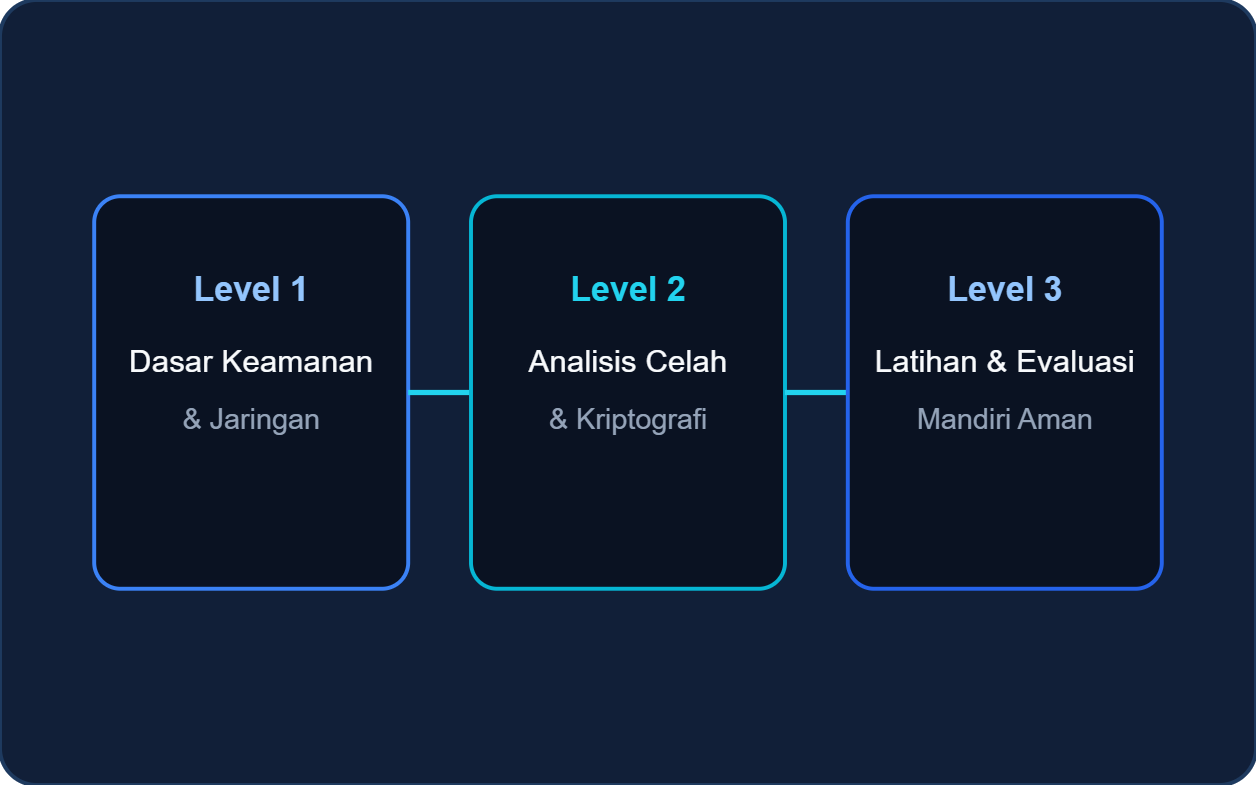 Level 1
Dasar Keamanan
& Jaringan
Level 2
Analisis Celah
& Kriptografi
Level 3
Latihan & Evaluasi
Mandiri Aman